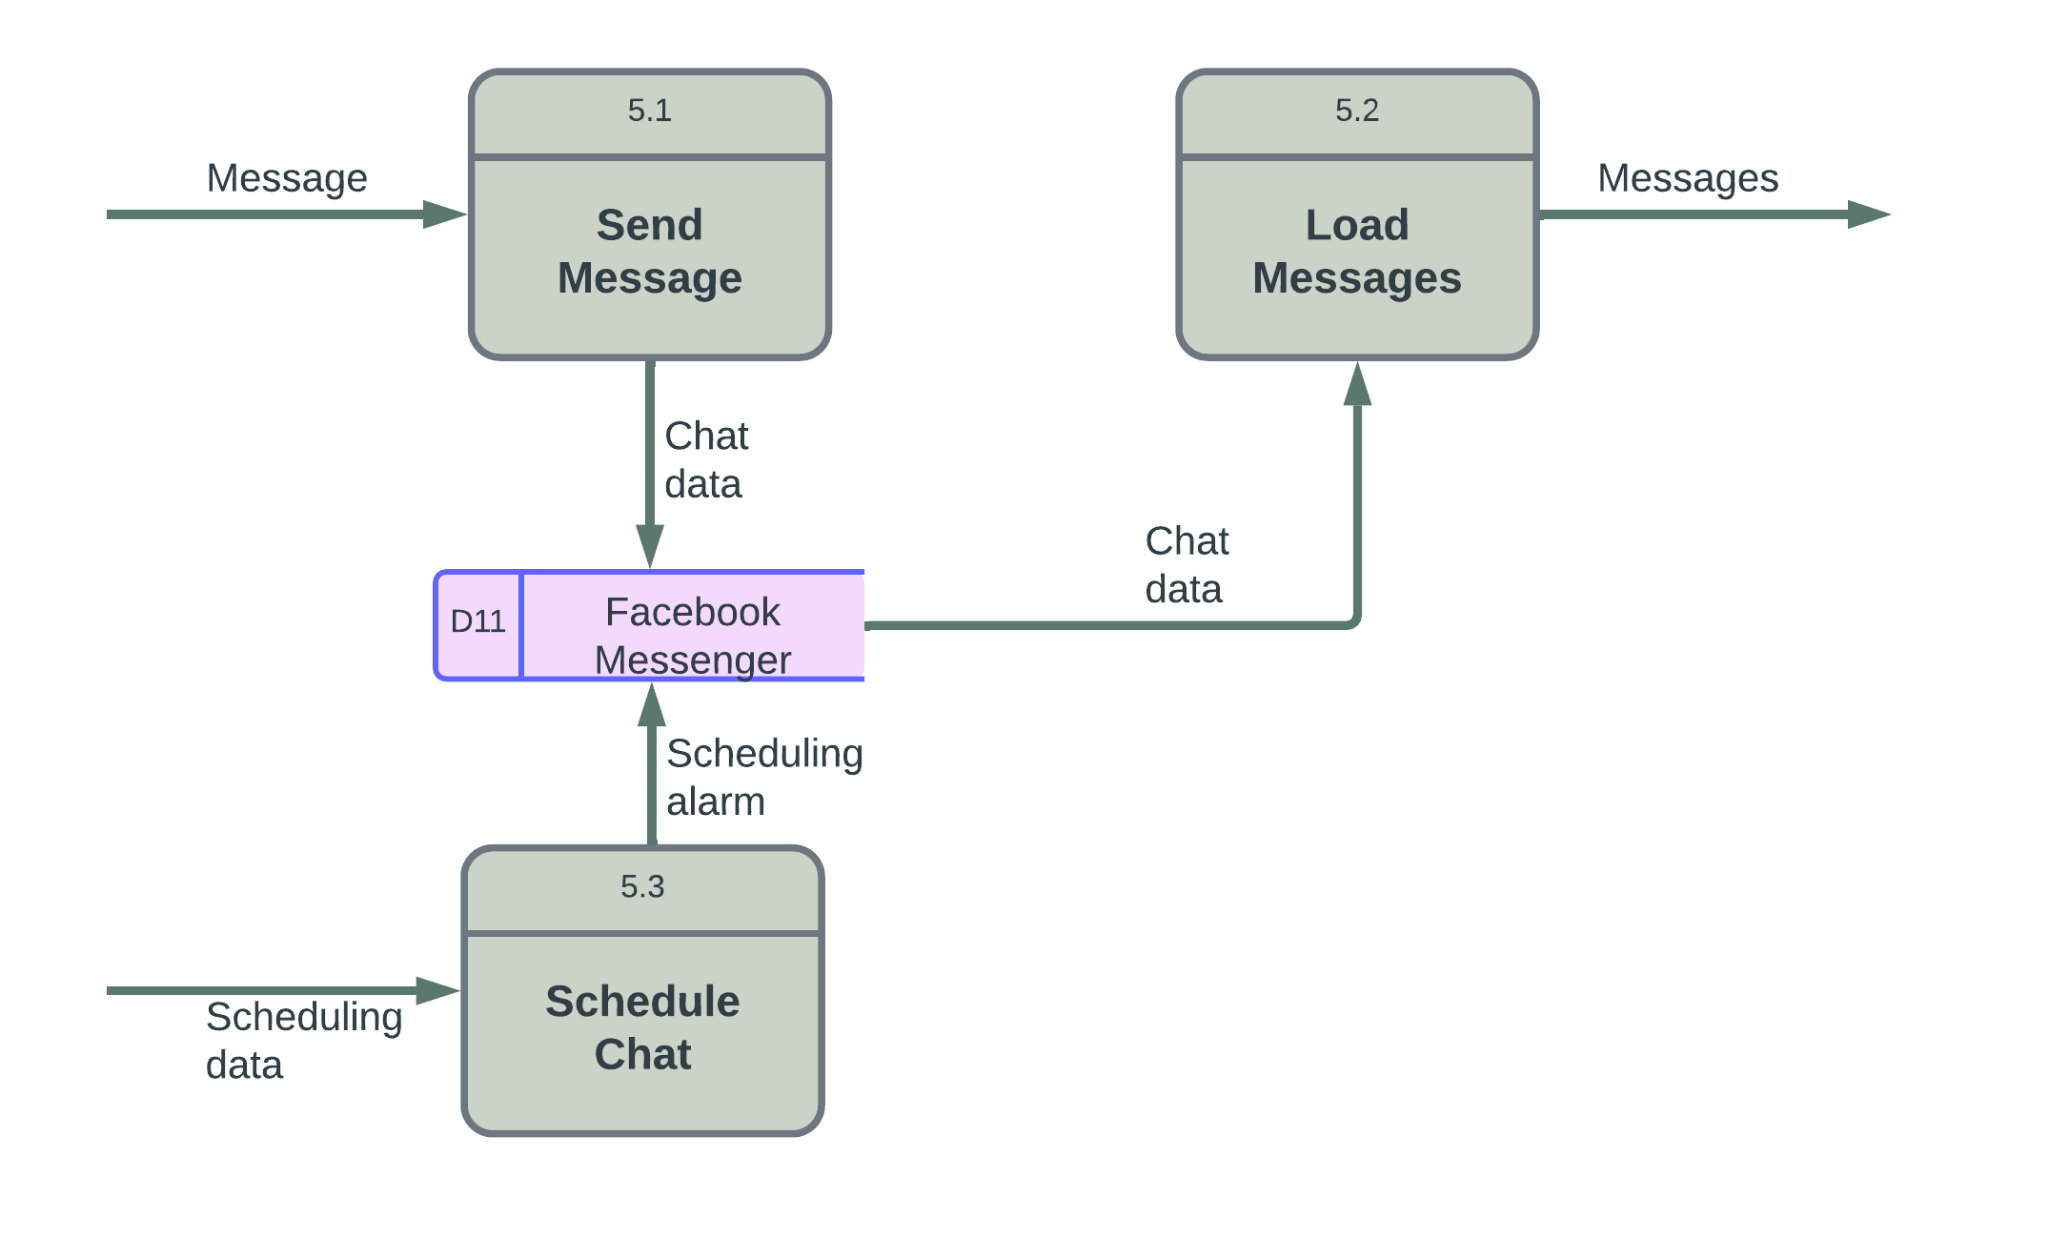 5.1
5.2
Message
Messages
Send
Message
Load
Messages
Chat
data
Chat
data
D11
Facebook
Messenger
Scheduling
alarm
5.3
Schedule
Chat
Scheduling
data